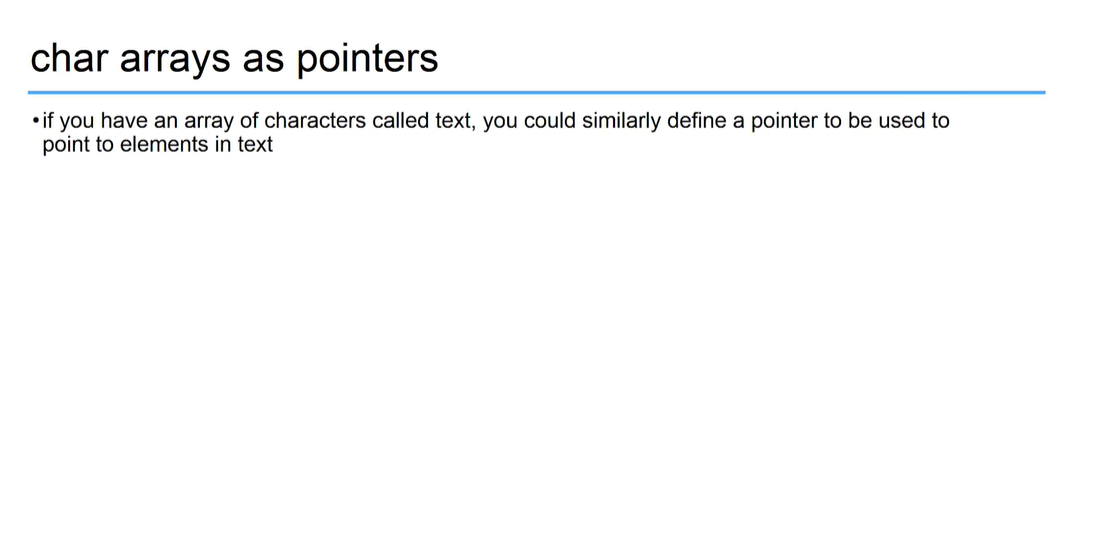 char arrays as pointers
•if you have an array of characters called text, you could similarly define a pointer to be used to
point to elements in text